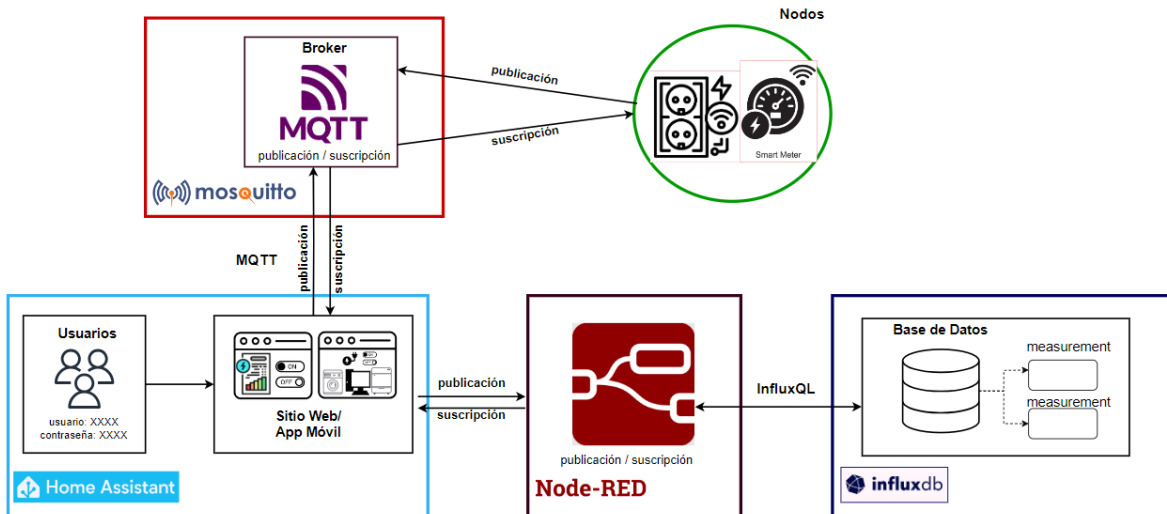 Nodos
Broker
MQTT
publicación / suscripción
mosquitto
publicación
suscripción
Smart Meter
MQTT
publicación
suscripción
Usuarios
usuario: XXXX
contraseña: XXXX
ON
OFF
Sitio Web/
App Móvil
Home Assistant
publicación
suscripción
publicación / suscripción
Node-RED
InfluxQL
Base de Datos
measurement
measurement
influxdb